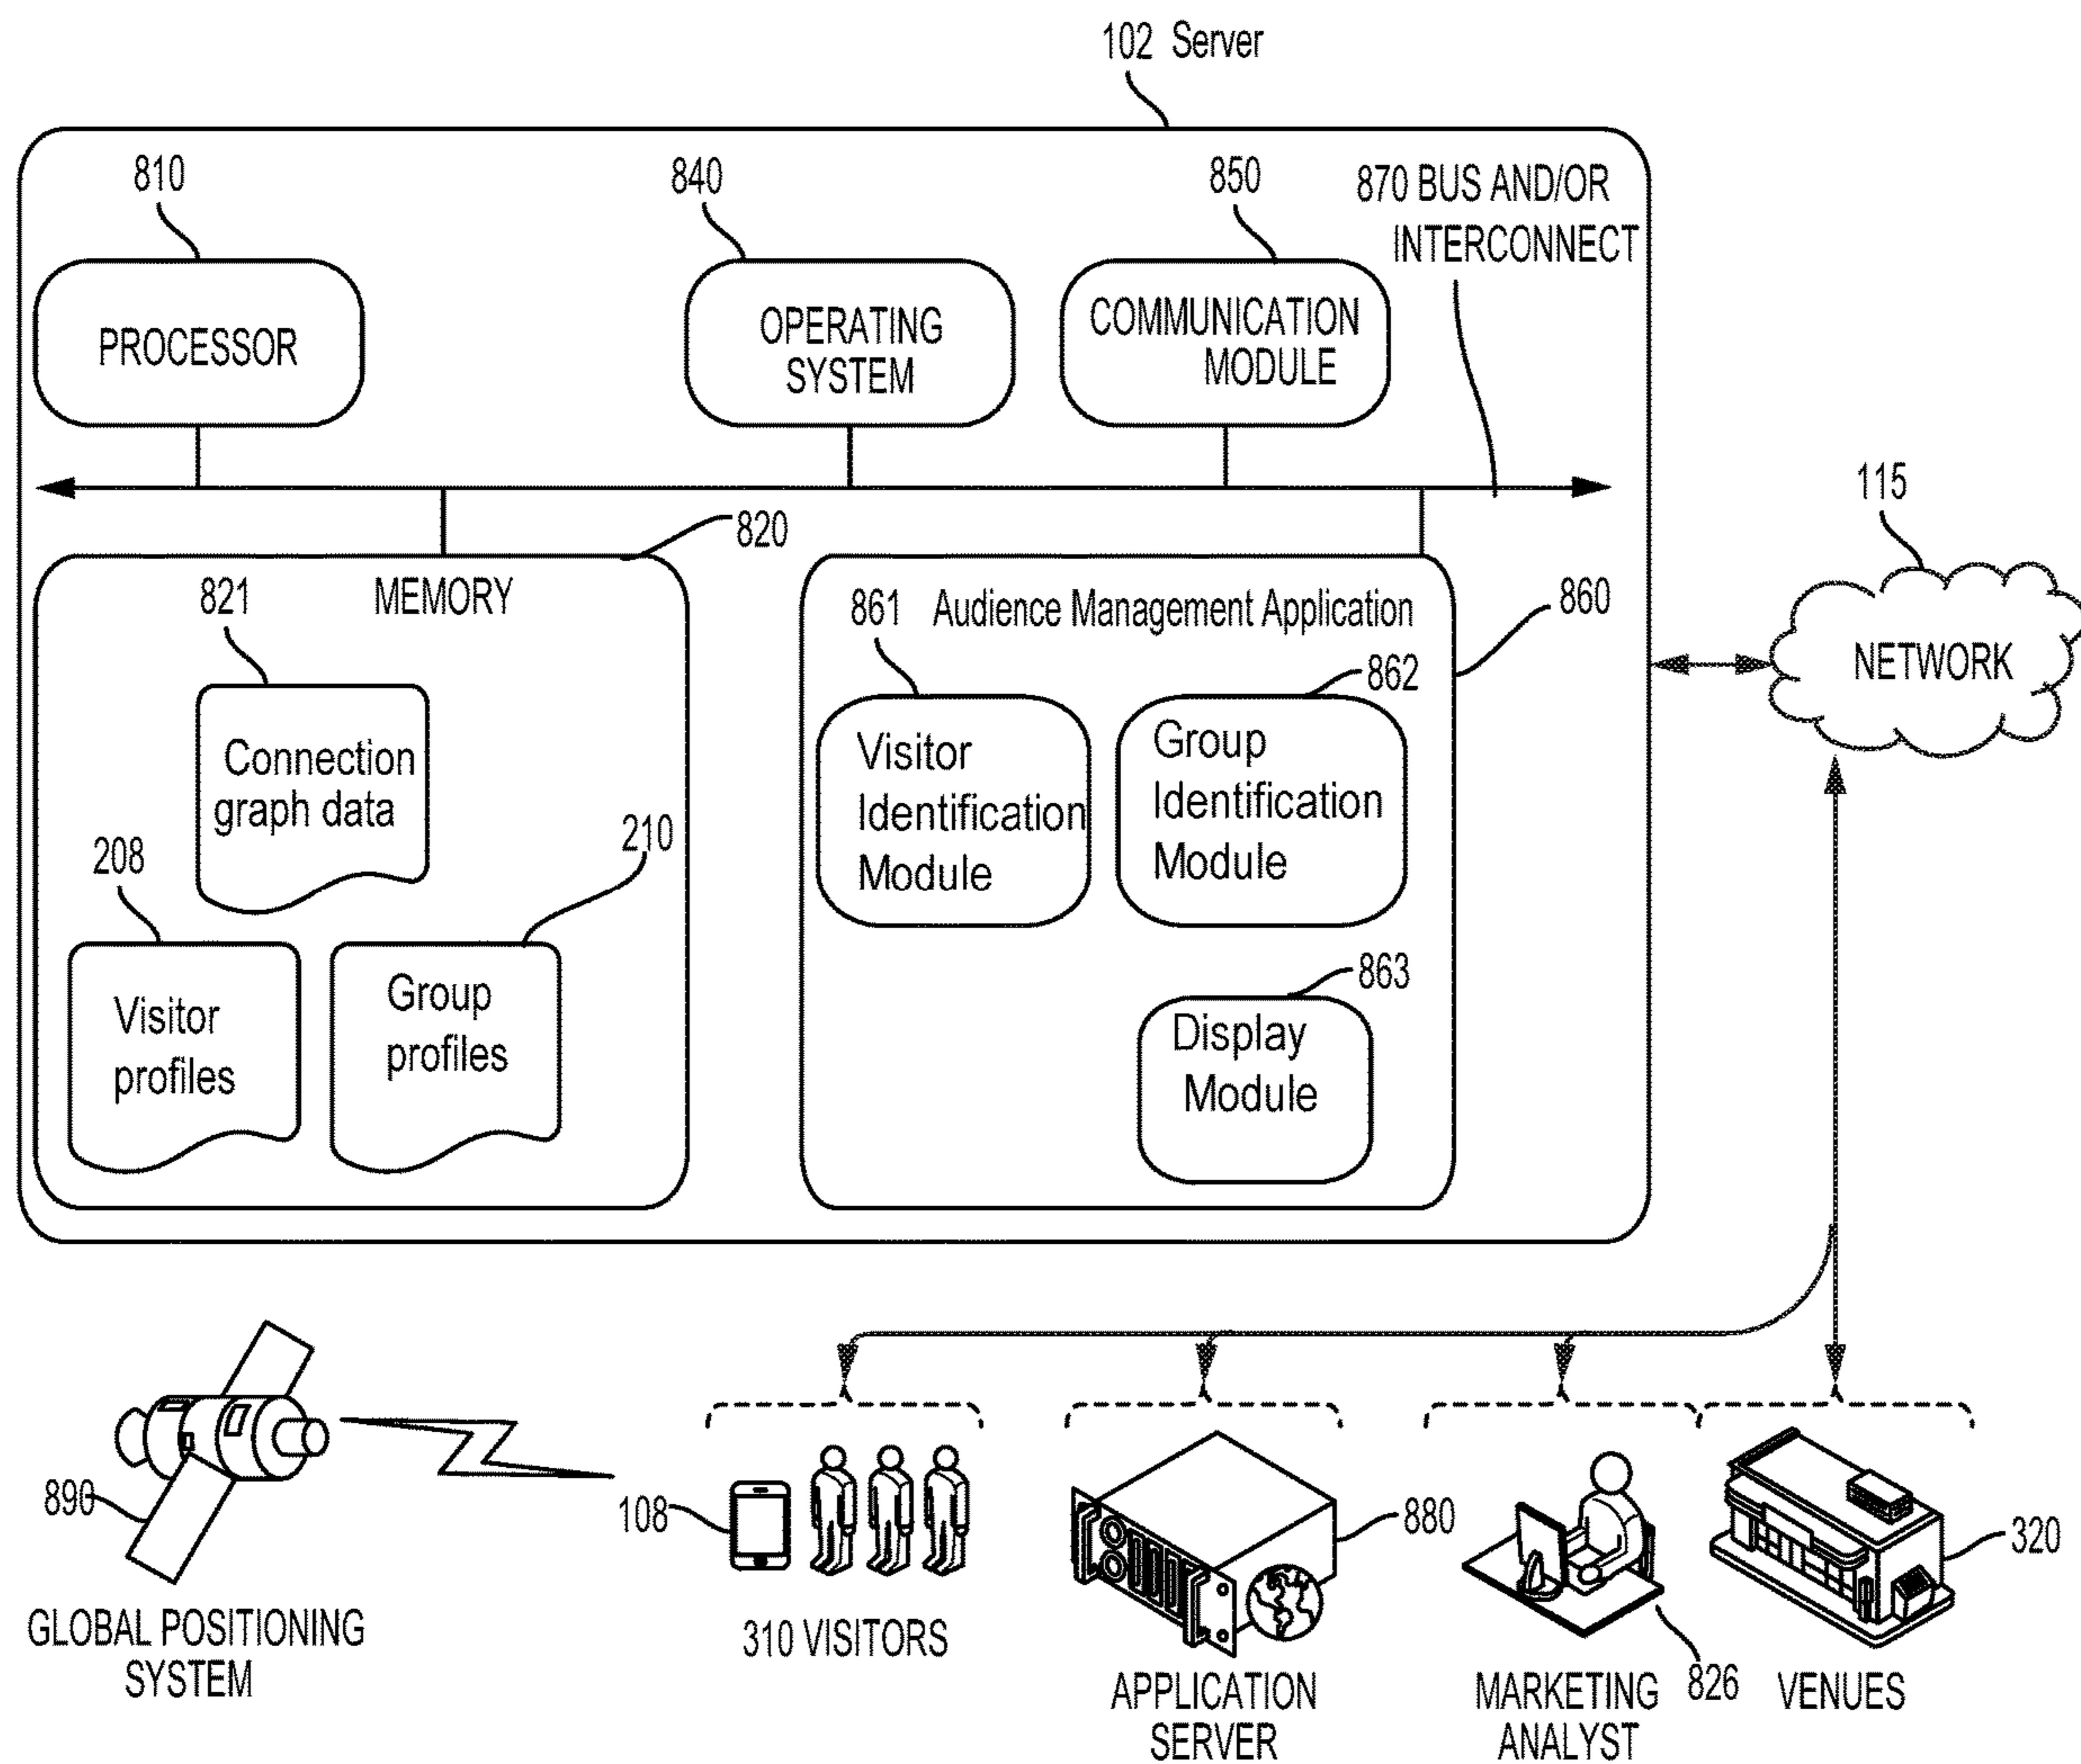 102 Server
810
840
850
870 BUS AND/OR
INTERCONNECT
PROCESSOR
OPERATING
SYSTEM
COMMUNICATION
MODULE
115
NETWORK
820
MEMORY
821
Connection
graph data
208
Visitor
profiles
210
Group
profiles
860
Audience Management Application
861
Visitor
Identification
Module
862
Group
Identification
Module
863
Display
Module
890
GLOBAL POSITIONING
SYSTEM
108
310 VISITORS
880
APPLICATION
SERVER
MARKETING
ANALYST
826
320
VENUES